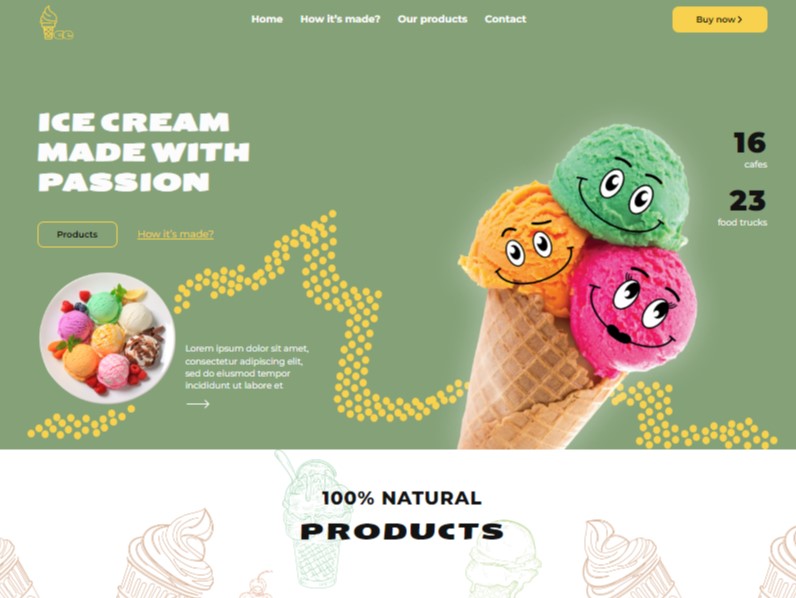 ice
Home How it's made? Our products Contact
Buy now
ICE CREAM
MADE WITH
PASSION
16
cafes
23
food trucks
Products How it's made?
Lorem ipsum dolor sit amet,
consectetur adipiscing elit,
sed do eiusmod tempor
incididunt ut labore et
100% NATURAL
PRODUCTS